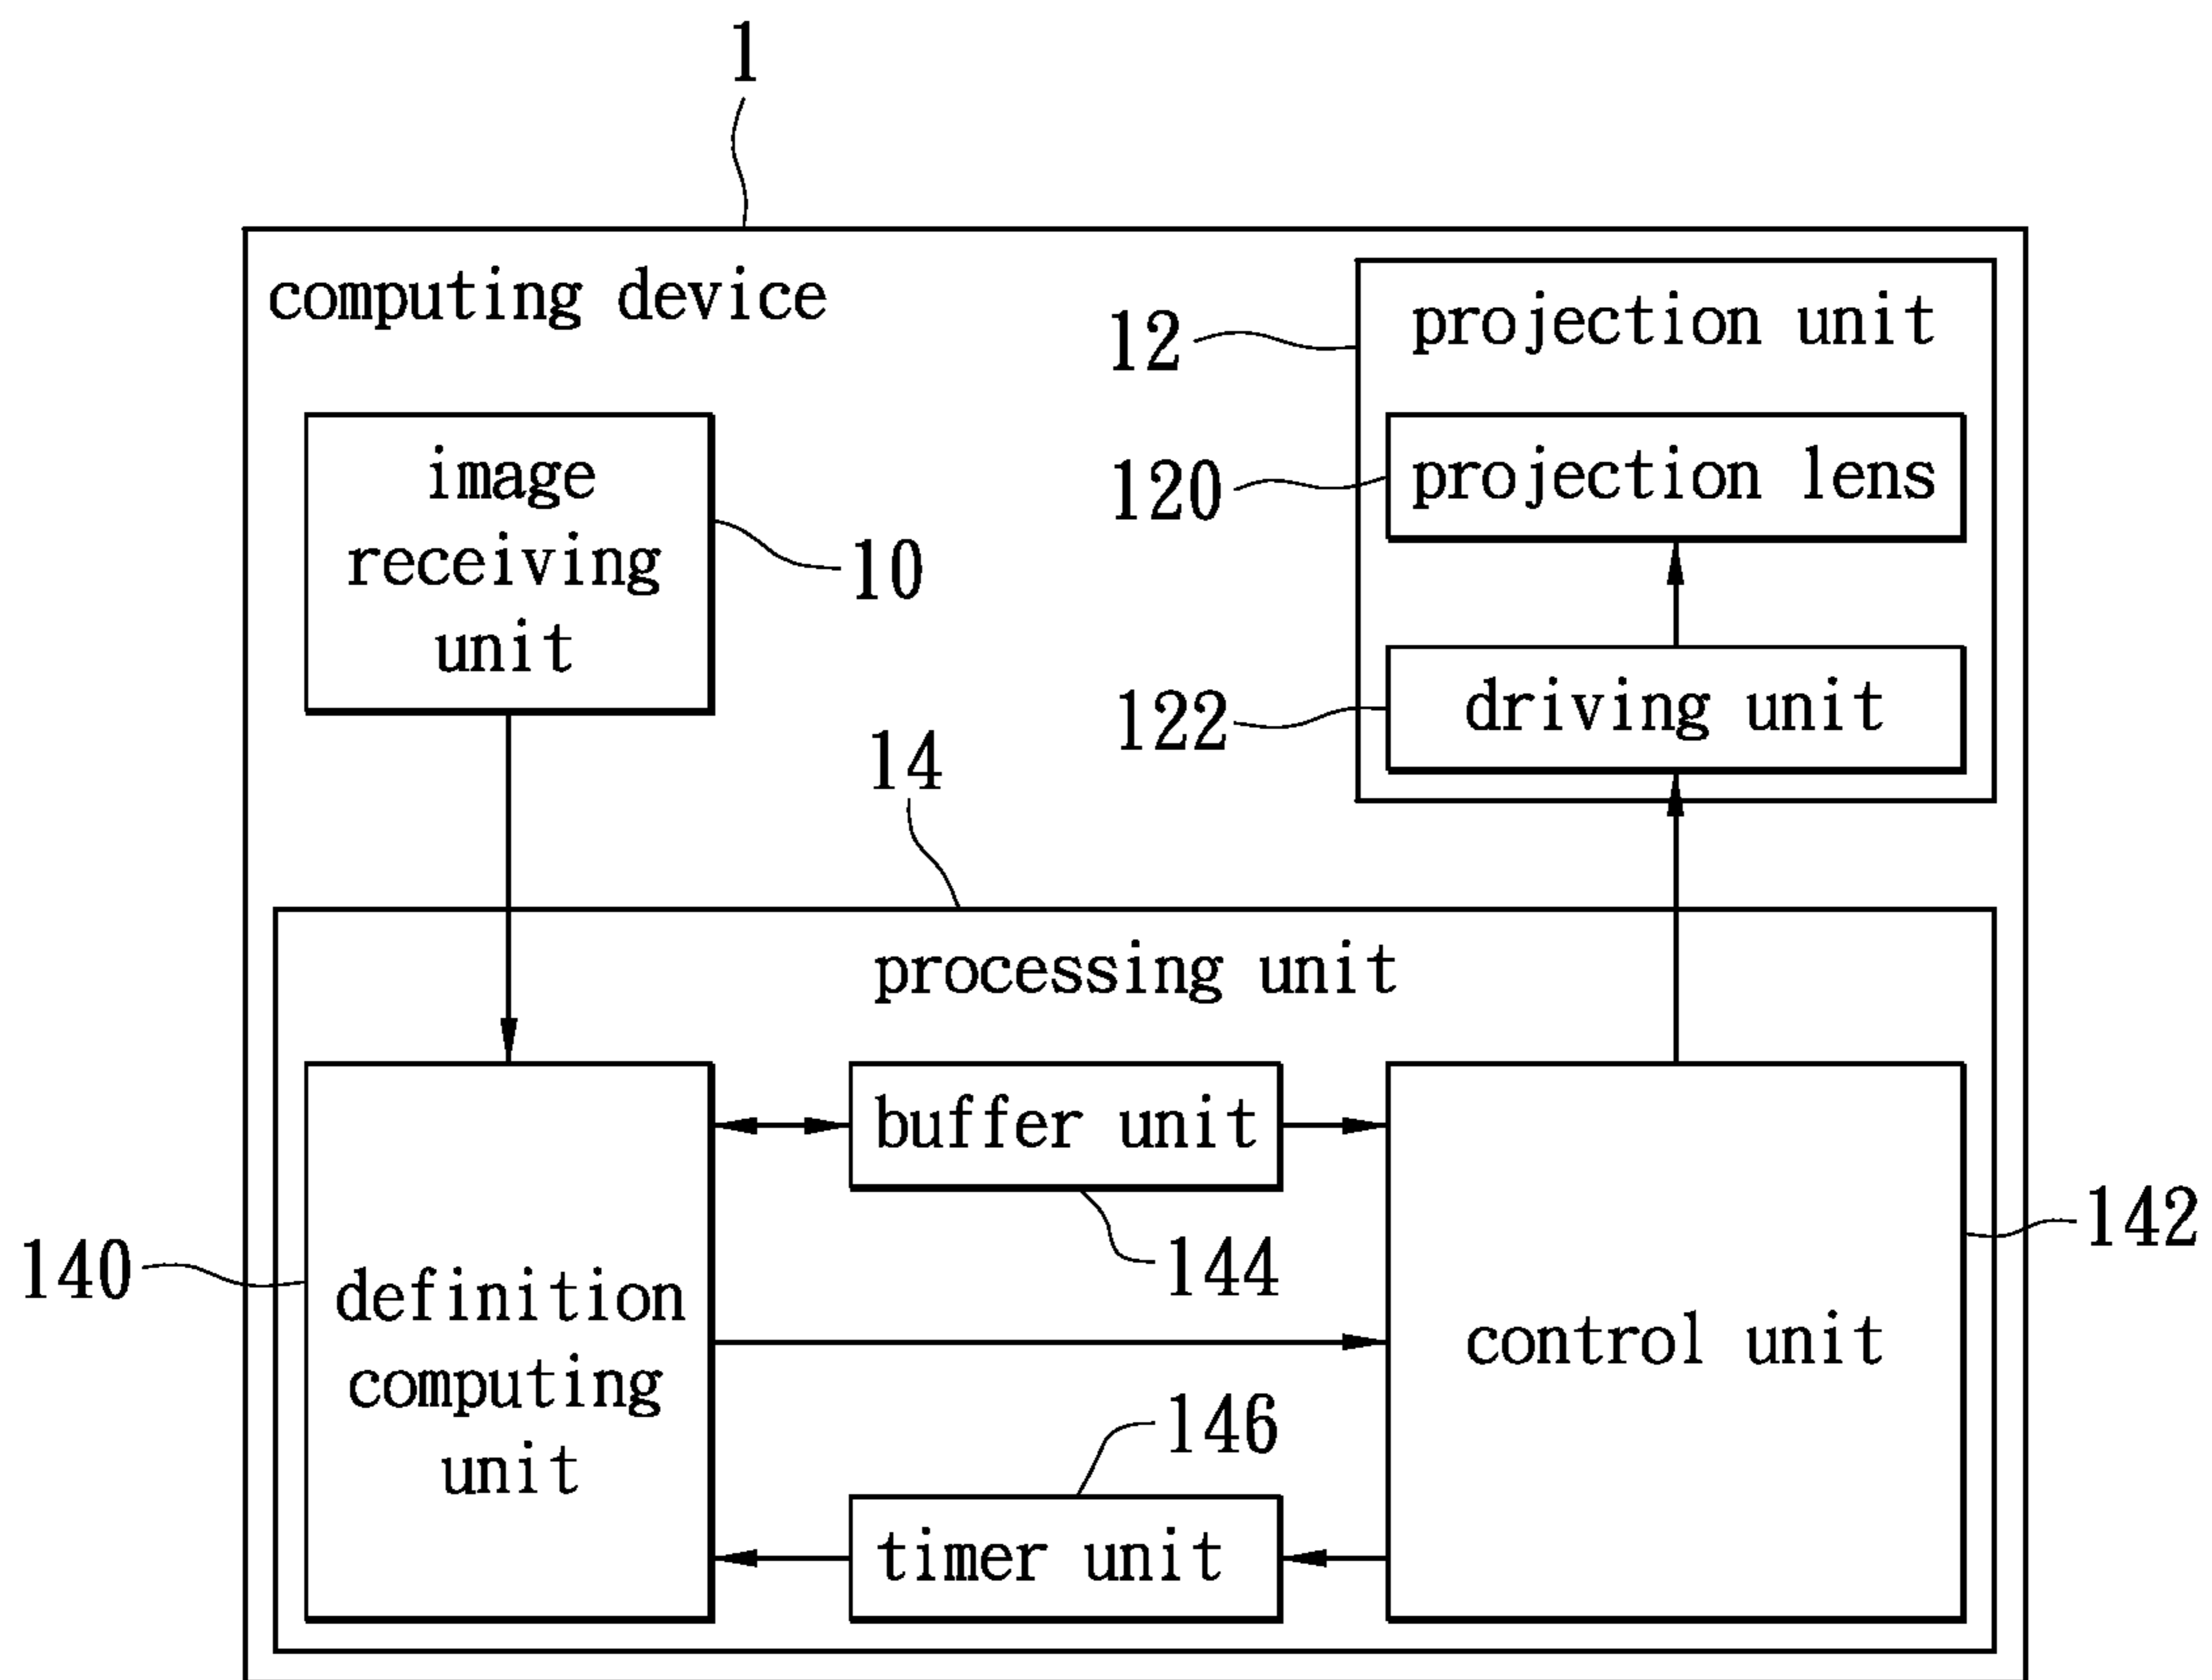 1
computing device
12
projection unit
image
receiving
unit
10
120
projection lens
122
driving unit
14
processing unit
140
definition
computing
unit
buffer unit
144
142
control unit
146
timer unit